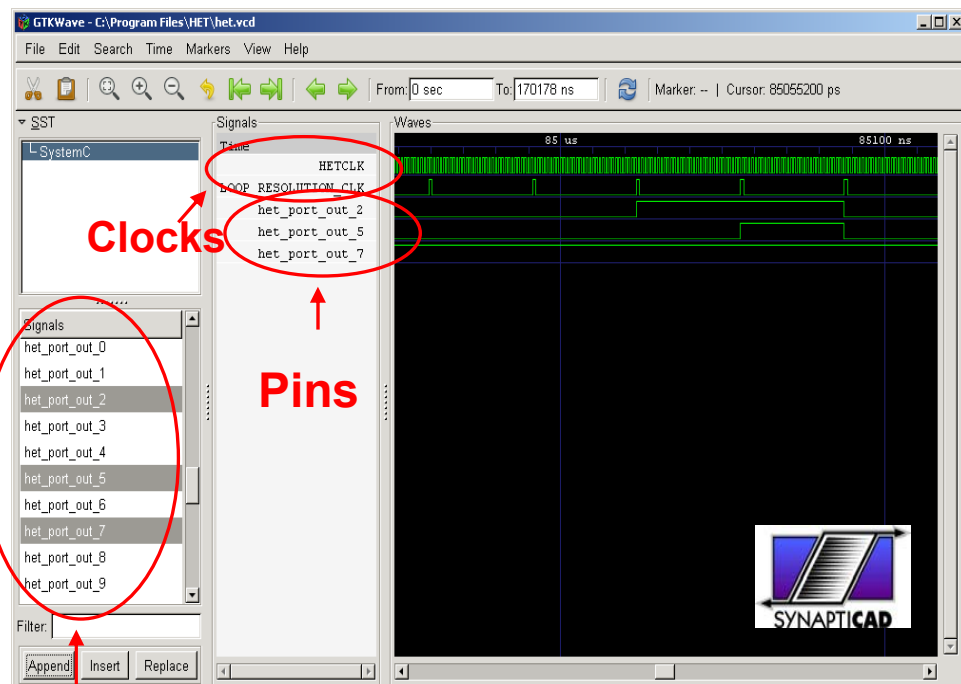 GTKWave - C:\Program Files\HET\het.vcd
File Edit Search Time Markers View Help
From: 0 sec To: 170178 ns Marker: -- | Cursor: 85055200 ps
SST
SystemC
Signals
Time
HETCLK
LOOP_RESOLUTION_CLK
het_port_out_2
het_port_out_5
het_port_out_7
Waves
85 us 85100 ns
Clocks
Pins
Signals
het_port_out_0
het_port_out_1
het_port_out_2
het_port_out_3
het_port_out_4
het_port_out_5
het_port_out_6
het_port_out_7
het_port_out_8
het_port_out_9
Filter:
Append Insert Replace
SYNAPTICAD